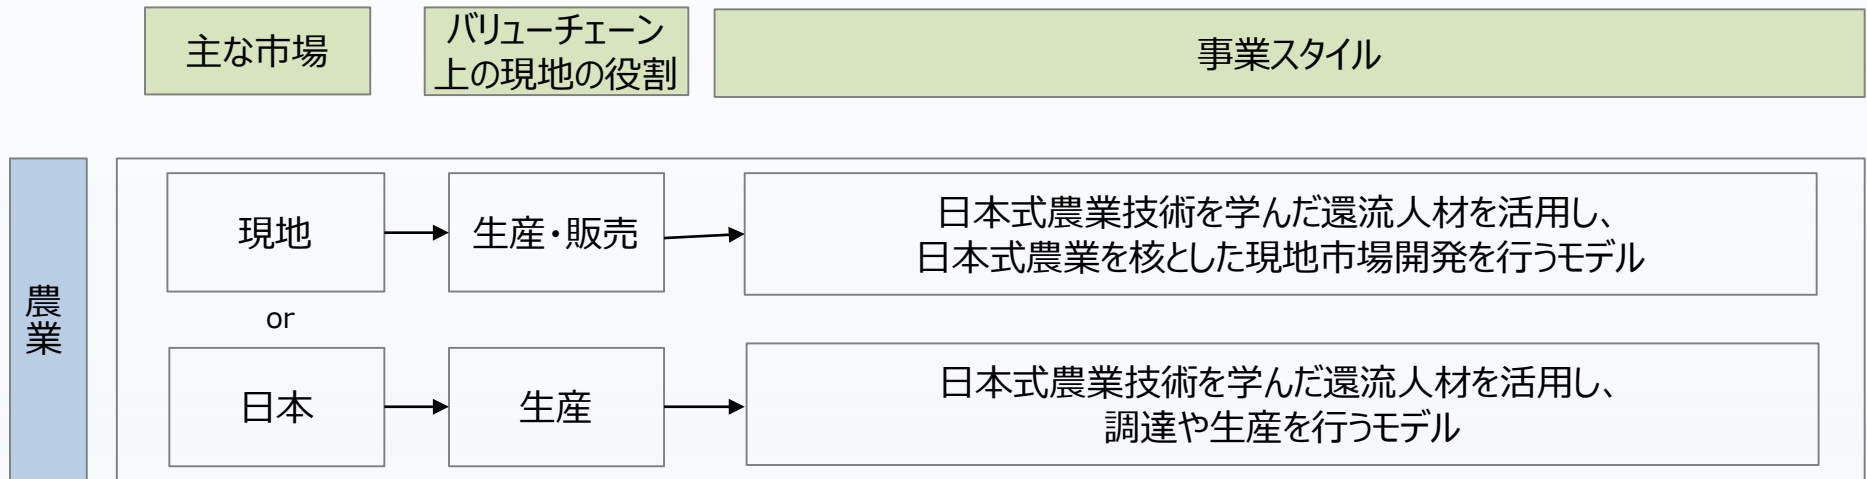 主な市場
バリューチェーン
上の現地の役割
事業スタイル
農業
現地
生産・販売
日本式農業技術を学んだ還流人材を活用し、
日本式農業を核とした現地市場開発を行うモデル
or
日本
生産
日本式農業技術を学んだ還流人材を活用し、
調達や生産を行うモデル